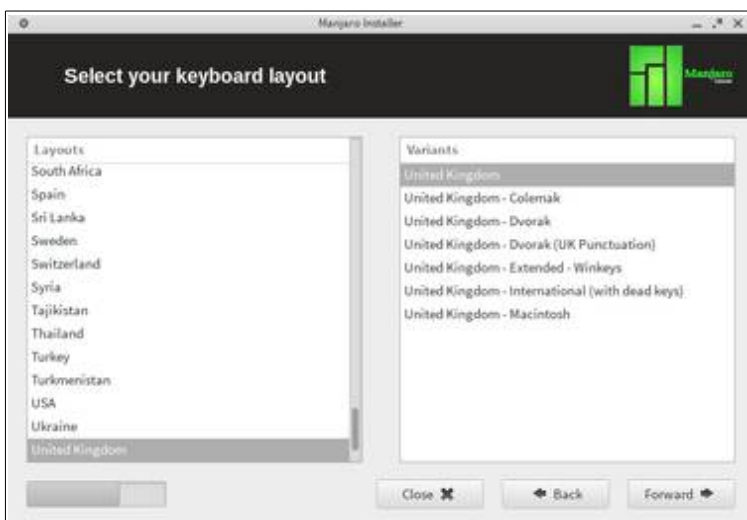 Manjaro Installer
Select your keyboard layout
Manjaro
Layouts
South Africa
Spain
Sri Lanka
Sweden
Switzerland
Syria
Tajikistan
Thailand
Turkey
Turkmenistan
USA
Ukraine
United Kingdom
Variants
United Kingdom
United Kingdom - Colemak
United Kingdom - Dvorak
United Kingdom - Dvorak (UK Punctuation)
United Kingdom - Extended - Winkeys
United Kingdom - International (with dead keys)
United Kingdom - Macintosh
Close
Back
Forward